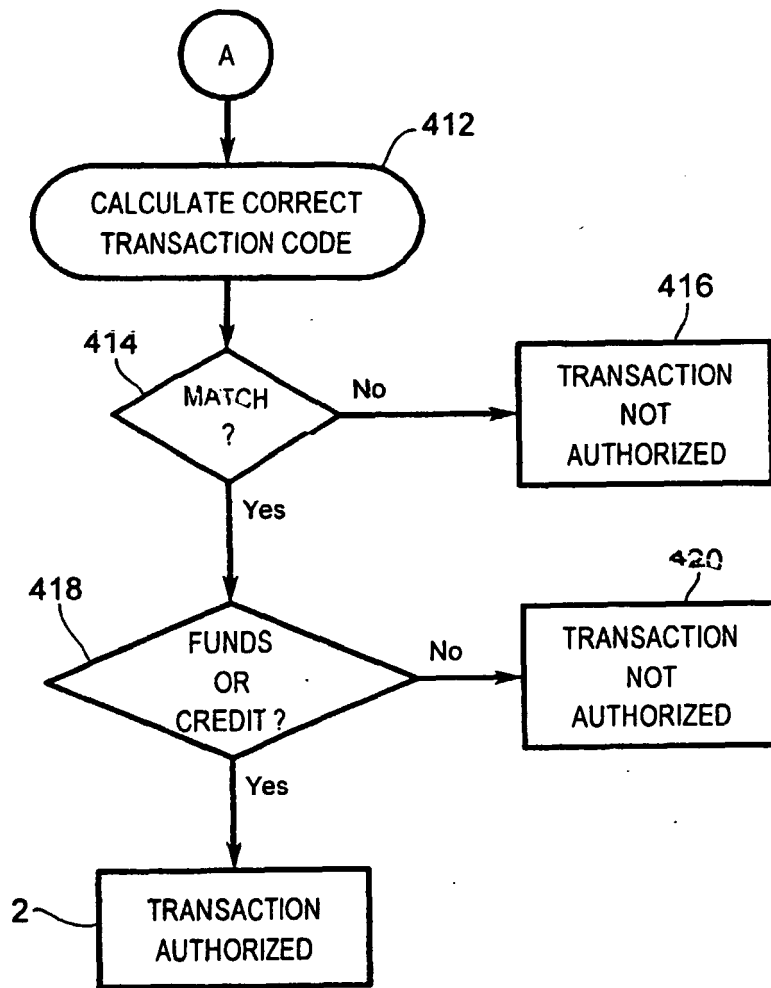 A
412
CALCULATE CORRECT
TRANSACTION CODE
414
MATCH
?
No
416
TRANSACTION
NOT
AUTHORIZED
Yes
418
FUNDS
OR
CREDIT ?
No
420
TRANSACTION
NOT
AUTHORIZED
Yes
2
TRANSACTION
AUTHORIZED